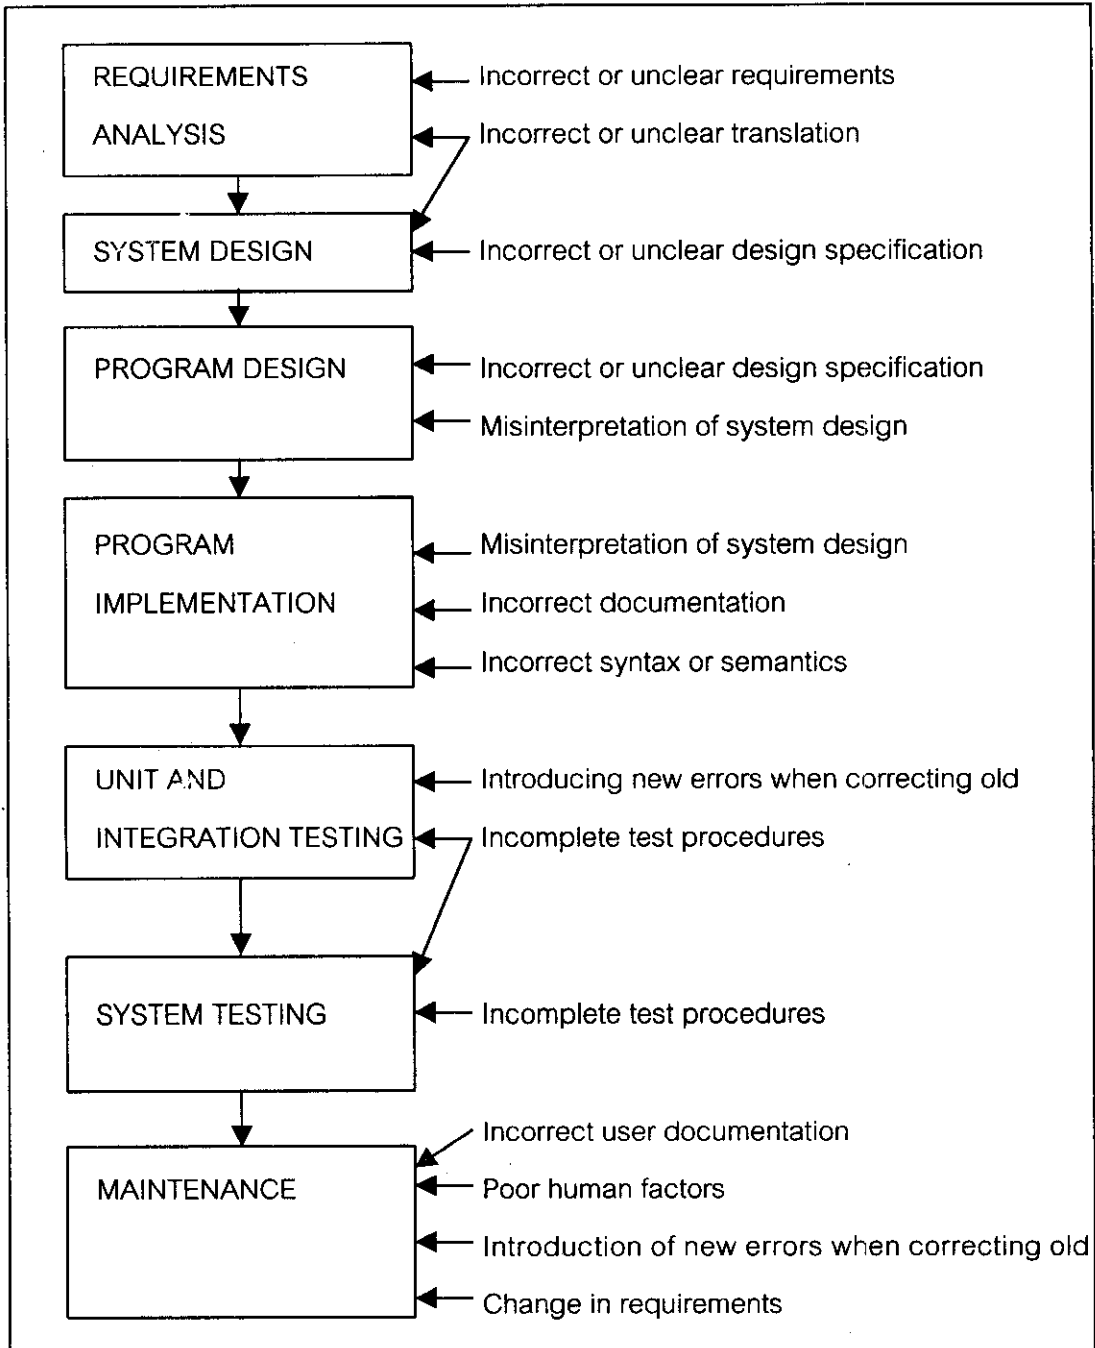 REQUIREMENTS
Incorrect or unclear requirements
ANALYSIS
Incorrect or unclear translation
SYSTEM DESIGN
Incorrect or unclear design specification
PROGRAM DESIGN
Incorrect or unclear design specification
Misinterpretation of system design
PROGRAM
Misinterpretation of system design
IMPLEMENTATION
Incorrect documentation
Incorrect syntax or semantics
UNIT AND
Introducing new errors when correcting old
INTEGRATION TESTING
Incomplete test procedures
SYSTEM TESTING
Incomplete test procedures
Incorrect user documentation
MAINTENANCE
Poor human factors
Introduction of new errors when correcting old
Change in requirements